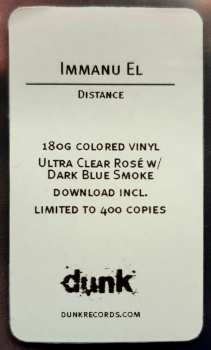 Immanu El
Distance
180g colored vinyl
Ultra Clear Rosé w/
Dark Blue Smoke
download incl.
limited to 400 copies
dunk
dunkrecords.com